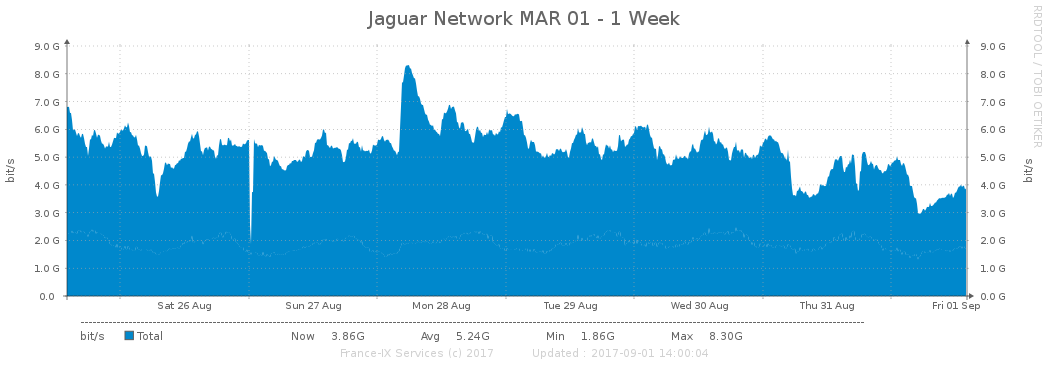 Jaguar Network MAR 01 - 1 Week
RRDTOOL / TOBI OETIKER
bit/s
9.0 G
8.0 G
7.0 G
6.0 G
5.0 G
4.0 G
3.0 G
2.0 G
1.0 G
0.0
9.0 G
8.0 G
7.0 G
6.0 G
5.0 G
4.0 G
3.0 G
2.0 G
1.0 G
0.0 G
bit/s
Sat 26 Aug Sun 27 Aug Mon 28 Aug Tue 29 Aug Wed 30 Aug Thu 31 Aug Fri 01 Sep
bit/s Total Now 3.86G Avg 5.24G Min 1.86G Max 8.30G
France-IX Services (c) 2017 Updated : 2017-09-01 14:00:04